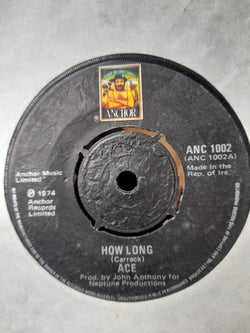 ANCHOR
ANC 1002
(ANC 1002A)
Made in the
Rep. of Ire.
Anchor Music
Limited
℗ 1974
Anchor
Records
Limited
HOW LONG
(Carrack)
ACE
Prod. by John Anthony for
Neptune Productions